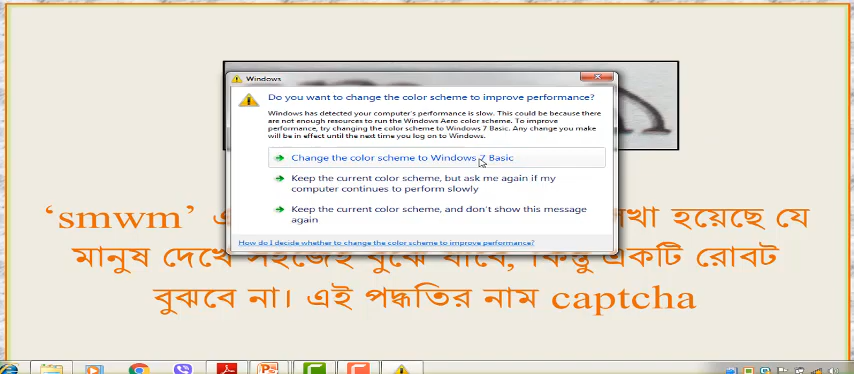 Windows
Do you want to change the color scheme to improve performance?
Windows has detected your computer's performance is slow. This could be because there
are not enough resources to run the Windows Aero color scheme. To improve
performance, try changing the color scheme to Windows 7 Basic. Any change you make
will be in effect until the next time you log on to Windows.
Change the color scheme to Windows 7 Basic
Keep the current color scheme, but ask me again if my
computer continues to perform slowly
Keep the current color scheme, and don't show this message
again
How do I decide whether to change the color scheme to improve performance?
‘smwm’ হয়েছে যে
মানুষ দেখে সহজেই বুঝে যাবে, কিন্তু একটি রোবট
বুঝবে না। এই পদ্ধতির নাম captcha